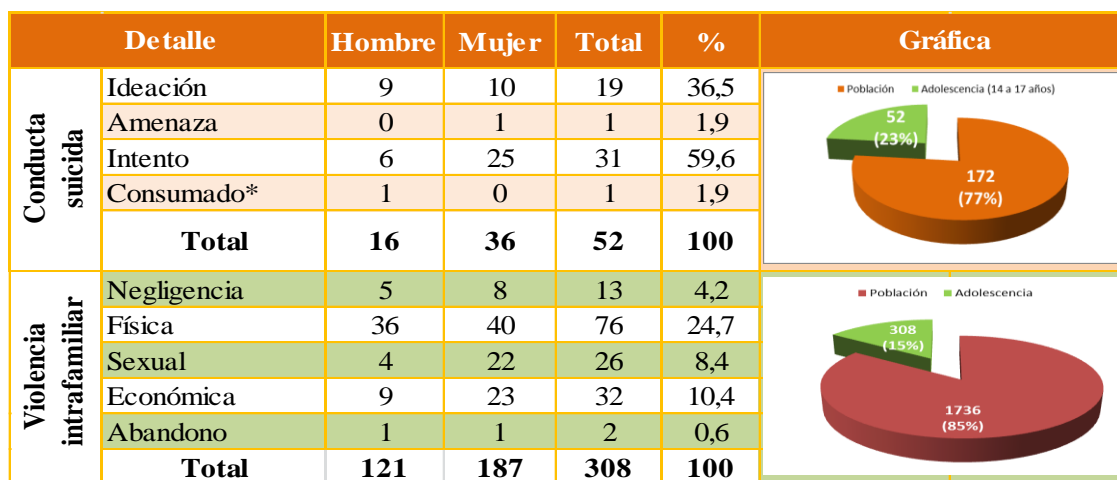 Detalle Hombre Mujer Total % Gráfica
Conducta suicida
Ideación 9 10 19 36,5
Amenaza 0 1 1 1,9
Intento 6 25 31 59,6
Consumado* 1 0 1 1,9
Total 16 36 52 100
Población Adolescencia (14 a 17 años)
52
(23%)
172
(77%)
Violencia intrafamiliar
Negligencia 5 8 13 4,2
Física 36 40 76 24,7
Sexual 4 22 26 8,4
Económica 9 23 32 10,4
Abandono 1 1 2 0,6
Total 121 187 308 100
Población Adolescencia
308
(15%)
1736
(85%)